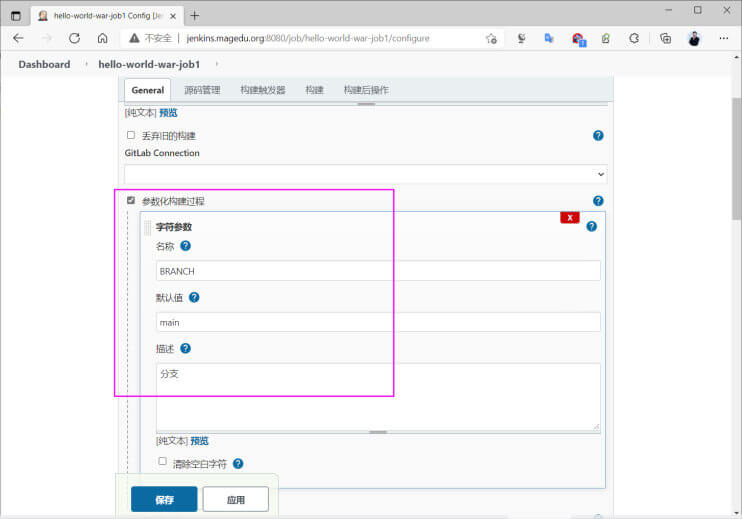 hello-world-war-job1 Config [Jen
不安全 | jenkins.magedu.org:8080/job/hello-world-war-job1/configure
Dashboard hello-world-war-job1
General 源码管理 构建触发器 构建 构建后操作
[纯文本] 预览
丢弃旧的构建
GitLab Connection
参数化构建过程
X
字符参数
名称
BRANCH
默认值
main
描述
分支
[纯文本] 预览
清除空白字符
保存 应用